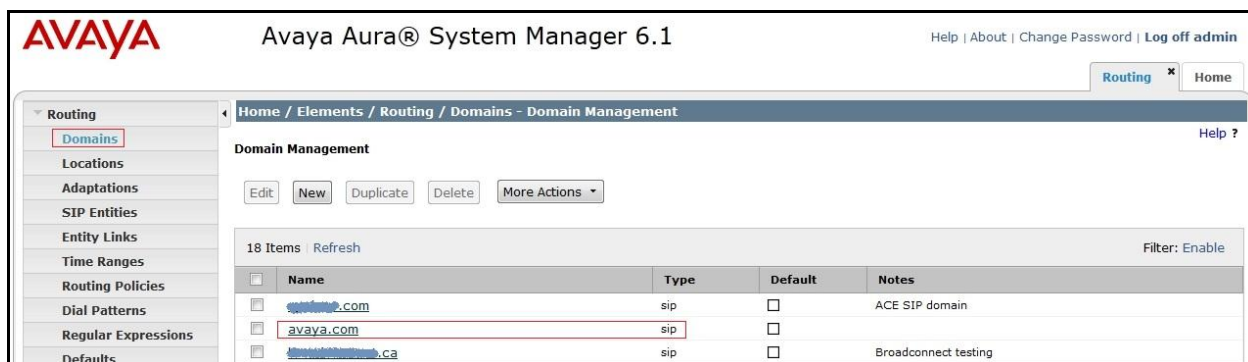 AVAYA
Avaya Aura® System Manager 6.1
Help | About | Change Password | Log off admin
Routing × Home
Routing
Domains
Locations
Adaptations
SIP Entities
Entity Links
Time Ranges
Routing Policies
Dial Patterns
Regular Expressions
Defaults
Home / Elements / Routing / Domains - Domain Management
Help ?
Domain Management
Edit New Duplicate Delete More Actions
18 Items Refresh Filter: Enable
Name Type Default Notes
.com sip ACE SIP domain
avaya.com sip
.ca sip Broadconnect testing